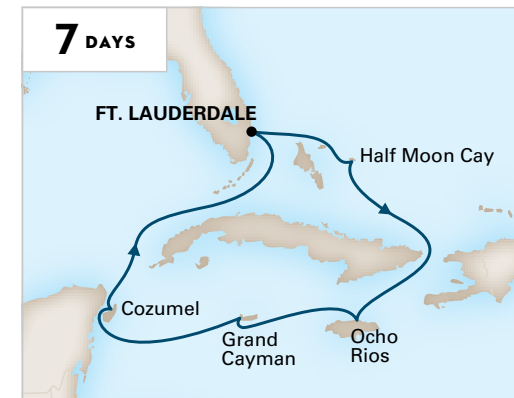 7 DAYS
FT. LAUDERDALE
Half Moon Cay
Cozumel
Grand
Cayman
Ocho
Rios